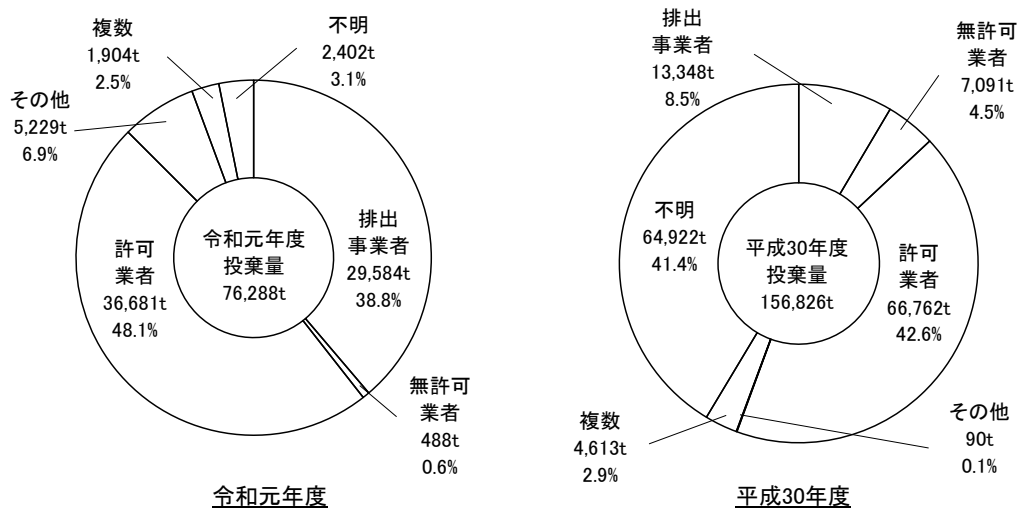 複数
1,904t
2.5%
不明
2,402t
3.1%
その他
5,229t
6.9%
許可
業者
36,681t
48.1%
令和元年度
投棄量
76,288t
排出
事業者
29,584t
38.8%
無許可
業者
488t
0.6%
令和元年度
排出
事業者
13,348t
8.5%
無許可
業者
7,091t
4.5%
不明
64,922t
41.4%
平成30年度
投棄量
156,826t
許可
業者
66,762t
42.6%
複数
4,613t
2.9%
その他
90t
0.1%
平成30年度